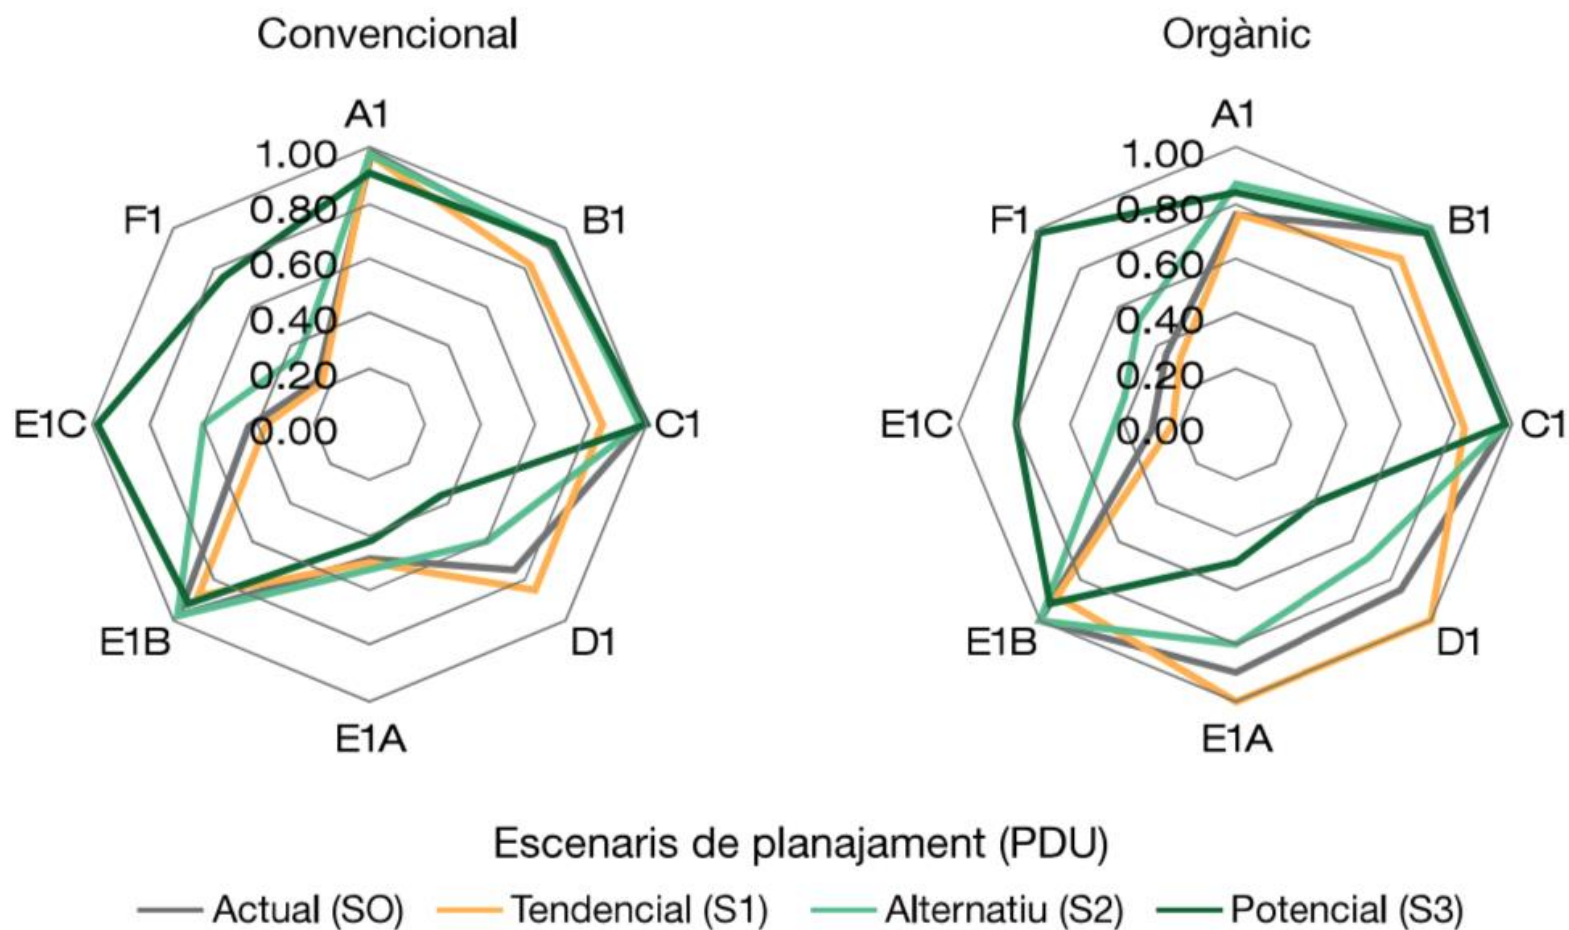 Convencional
A1
1.00
0.80
0.60
0.40
0.20
0.00
B1
C1
D1
E1A
E1B
E1C
F1
Orgànic
A1
1.00
0.80
0.60
0.40
0.20
0.00
B1
C1
D1
E1A
E1B
E1C
F1
Escenaris de planajament (PDU)
Actual (SO) Tendencial (S1) Alternatiu (S2) Potencial (S3)